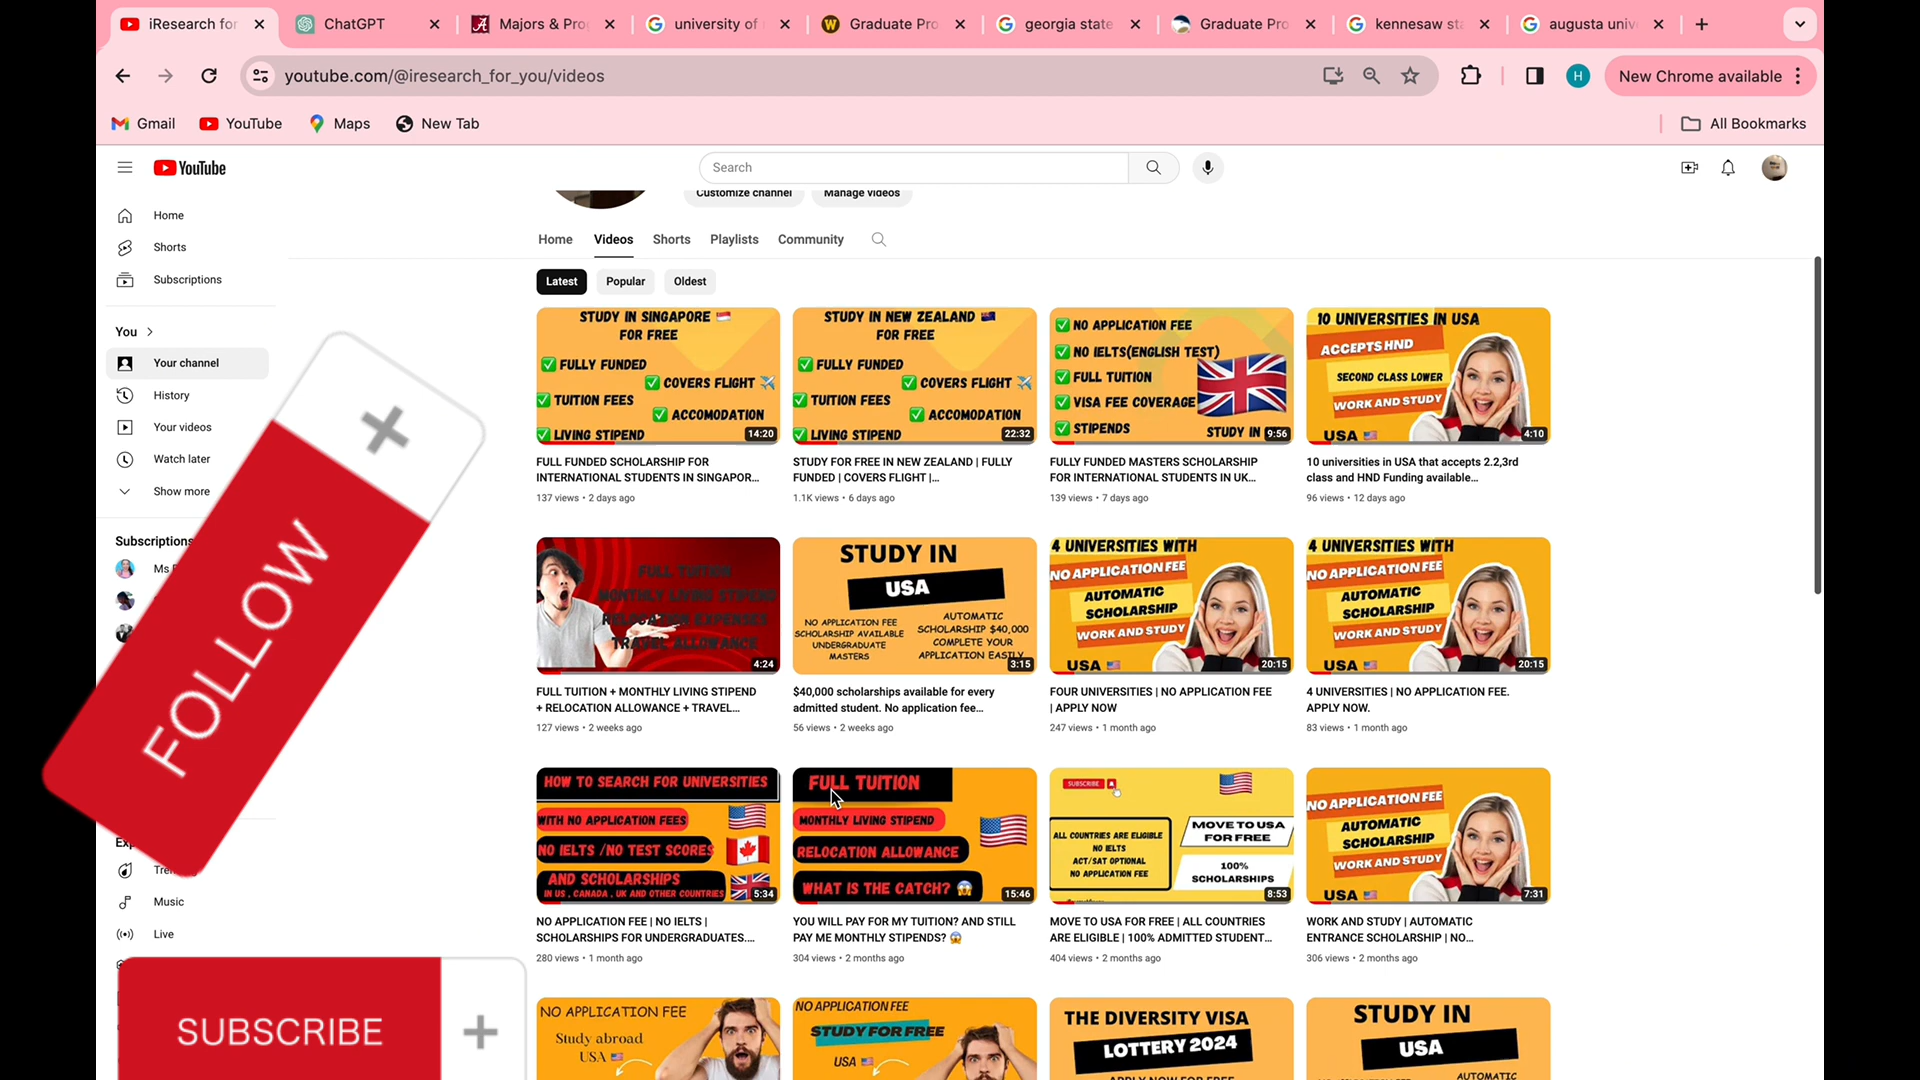 iResearch for
ChatGPT
Majors & Pro
university of
Graduate Pro
georgia state
Graduate Pro
kennesaw sta
augusta univ
youtube.com/@iresearch_for_you/videos
H
New Chrome available
Gmail
YouTube
Maps
New Tab
All Bookmarks
YouTube
Search
Customize channel
Manage videos
Home
Shorts
Subscriptions
You
Your channel
History
Your videos
Watch later
Show more
Subscriptions
Music
Live
FOLLOW
SUBSCRIBE
Home
Videos
Shorts
Playlists
Community
Latest
Popular
Oldest
STUDY IN SINGAPORE
FOR FREE
FULLY FUNDED
COVERS FLIGHT
TUITION FEES
ACCOMODATION
LIVING STIPEND
14:20
STUDY IN NEW ZEALAND
FOR FREE
FULLY FUNDED
COVERS FLIGHT
TUITION FEES
ACCOMODATION
LIVING STIPEND
22:32
NO APPLICATION FEE
NO IELTS(ENGLISH TEST)
FULL TUITION
VISA FEE COVERAGE
STIPENDS
STUDY IN
9:56
10 UNIVERSITIES IN USA
ACCEPTS HND
SECOND CLASS LOWER
WORK AND STUDY
USA
4:10
FULL FUNDED SCHOLARSHIP FOR
INTERNATIONAL STUDENTS IN SINGAPOR...
137 views • 2 days ago
STUDY FOR FREE IN NEW ZEALAND | FULLY
FUNDED | COVERS FLIGHT |...
1.1K views • 6 days ago
FULLY FUNDED MASTERS SCHOLARSHIP
FOR INTERNATIONAL STUDENTS IN UK...
139 views • 7 days ago
10 universities in USA that accepts 2.2,3rd
class and HND Funding available...
96 views • 12 days ago
FULL TUITION
MONTHLY LIVING STIPEND
RELOCATION EXPENSES
TRAVEL ALLOWANCE
4:24
STUDY IN
USA
NO APPLICATION FEE
SCHOLARSHIP AVAILABLE
UNDERGRADUATE
MASTERS
AUTOMATIC
SCHOLARSHIP $40,000
COMPLETE YOUR
APPLICATION EASILY
3:15
4 UNIVERSITIES WITH
NO APPLICATION FEE
AUTOMATIC
SCHOLARSHIP
WORK AND STUDY
USA
20:15
4 UNIVERSITIES WITH
NO APPLICATION FEE
AUTOMATIC
SCHOLARSHIP
WORK AND STUDY
USA
20:15
FULL TUITION + MONTHLY LIVING STIPEND
+ RELOCATION ALLOWANCE + TRAVEL...
127 views • 2 weeks ago
$40,000 scholarships available for every
admitted student. No application fee...
56 views • 2 weeks ago
FOUR UNIVERSITIES | NO APPLICATION FEE
| APPLY NOW
247 views • 1 month ago
4 UNIVERSITIES | NO APPLICATION FEE.
APPLY NOW.
83 views • 1 month ago
HOW TO SEARCH FOR UNIVERSITIES
WITH NO APPLICATION FEES
NO IELTS /NO TEST SCORES
AND SCHOLARSHIPS
IN US , CANADA , UK AND OTHER COUNTRIES
5:34
FULL TUITION
MONTHLY LIVING STIPEND
RELOCATION ALLOWANCE
WHAT IS THE CATCH?
15:46
SUBSCRIBE
ALL COUNTRIES ARE ELIGIBLE
NO IELTS
ACT/SAT OPTIONAL
NO APPLICATION FEE
MOVE TO USA
FOR FREE
100%
SCHOLARSHIPS
8:53
NO APPLICATION FEE
AUTOMATIC
SCHOLARSHIP
WORK AND STUDY
USA
7:31
NO APPLICATION FEE | NO IELTS |
SCHOLARSHIPS FOR UNDERGRADUATES....
280 views • 1 month ago
YOU WILL PAY FOR MY TUITION? AND STILL
PAY ME MONTHLY STIPENDS?
304 views • 2 months ago
MOVE TO USA FOR FREE | ALL COUNTRIES
ARE ELIGIBLE | 100% ADMITTED STUDENT...
404 views • 2 months ago
WORK AND STUDY | AUTOMATIC
ENTRANCE SCHOLARSHIP | NO...
306 views • 2 months ago
NO APPLICATION FEE
Study abroad
USA
NO APPLICATION FEE
STUDY FOR FREE
USA
THE DIVERSITY VISA
LOTTERY 2024
APPLY NOW FOR FREE
STUDY IN
USA
AUTOMATIC